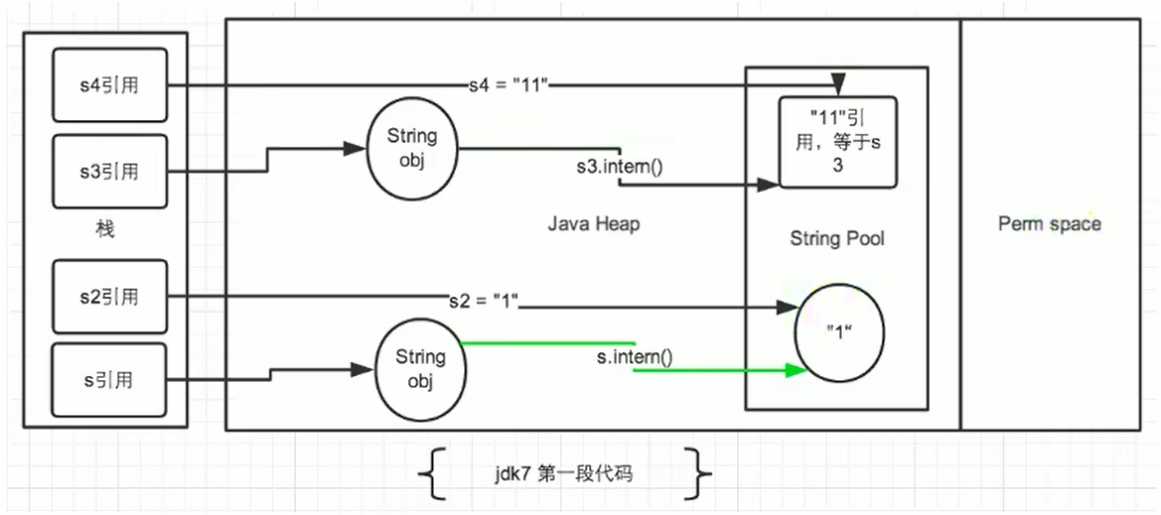 s4引用
s4 = "11"
"11"引
用，等于s
3
String
obj
s3引用
s3.intern()
栈
Java Heap
String Pool
Perm space
s2引用
s2 = "1"
"1"
String
obj
s.intern()
s引用
jdk7 第一段代码